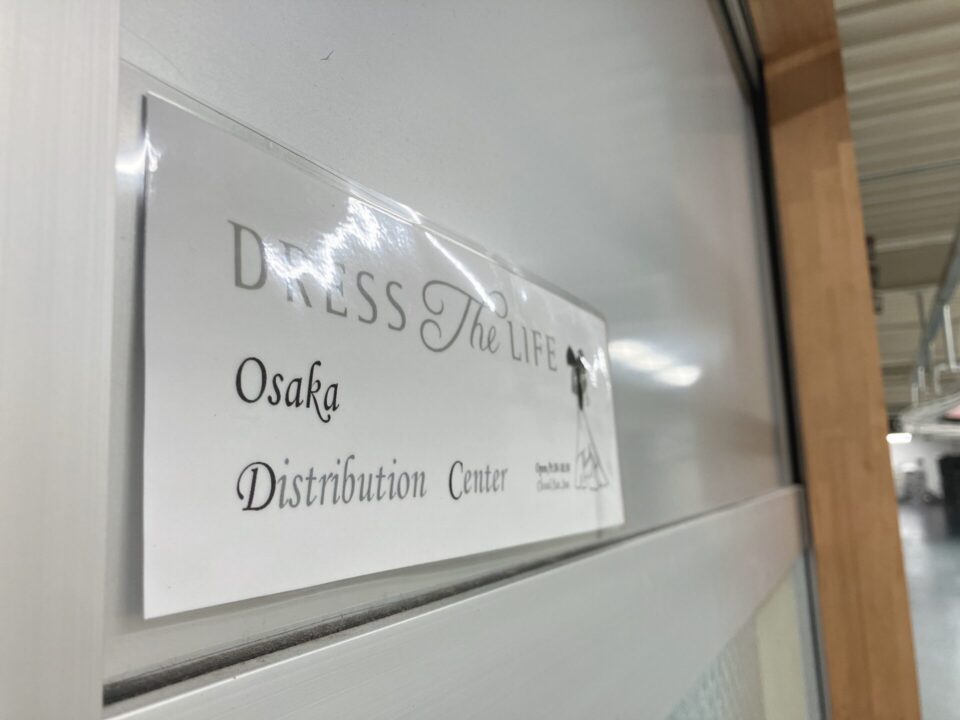 DRESS The LIFE
Osaka
Distribution Center